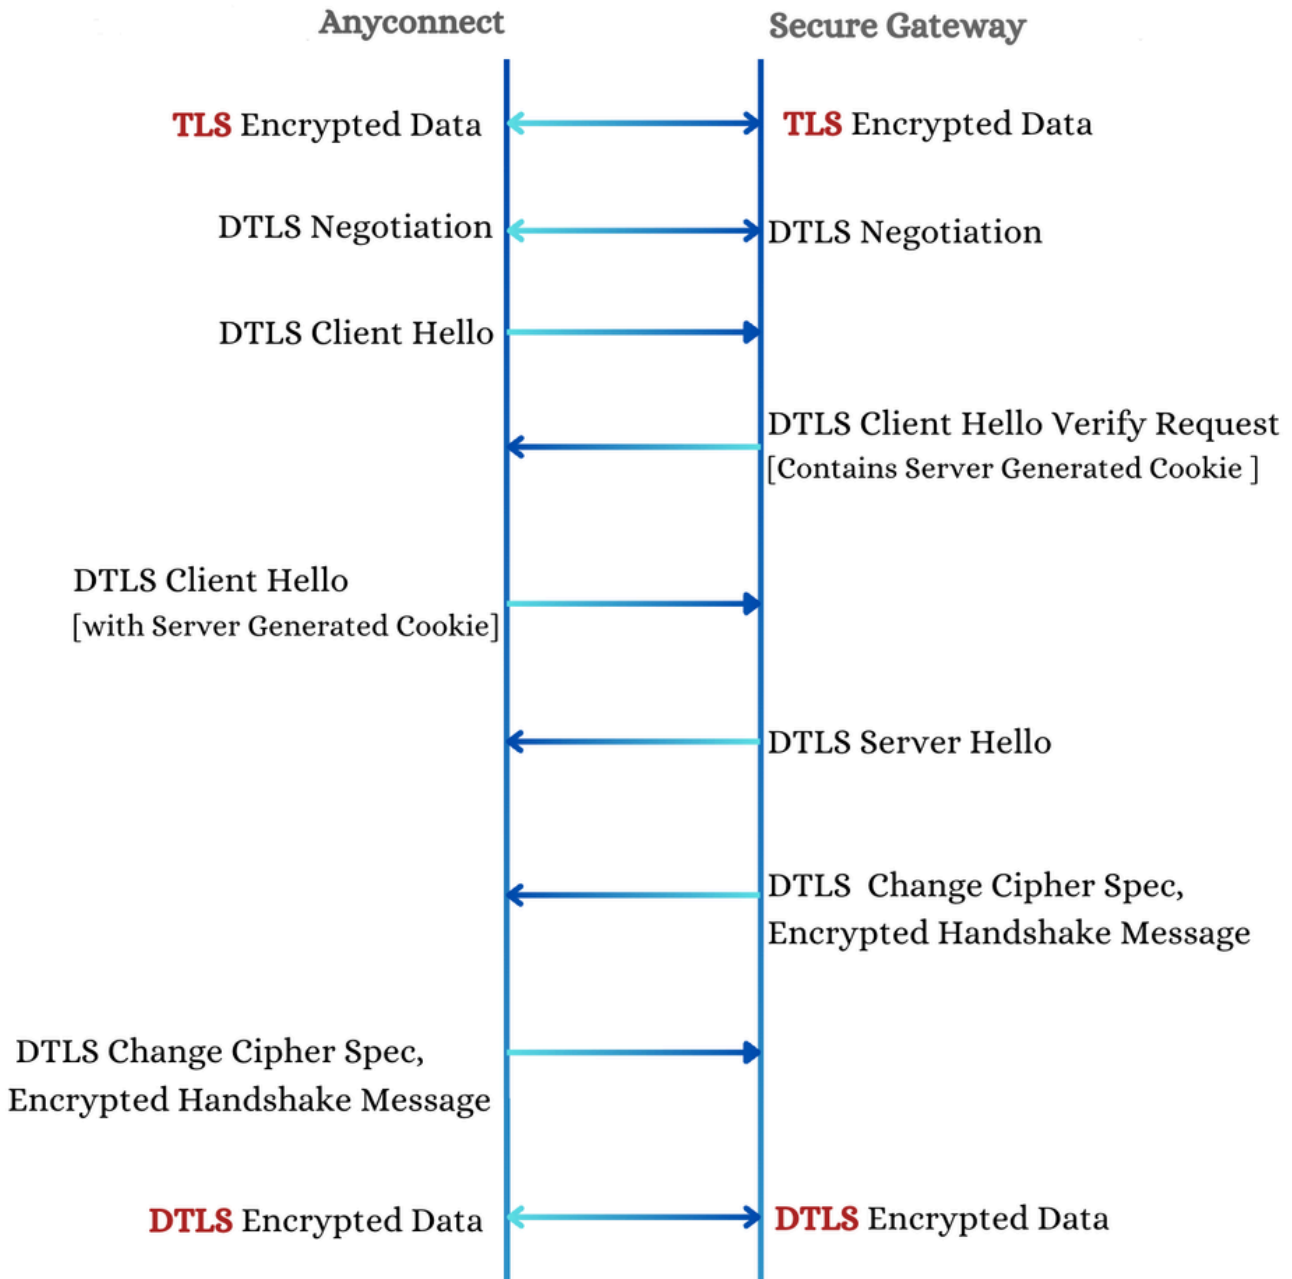 Anyconnect
Secure Gateway
TLS Encrypted Data
TLS Encrypted Data
DTLS Negotiation
DTLS Negotiation
DTLS Client Hello
DTLS Client Hello Verify Request
[Contains Server Generated Cookie ]
DTLS Client Hello
[with Server Generated Cookie]
DTLS Server Hello
DTLS  Change Cipher Spec,
Encrypted Handshake Message
DTLS Change Cipher Spec,
Encrypted Handshake Message
DTLS Encrypted Data
DTLS Encrypted Data